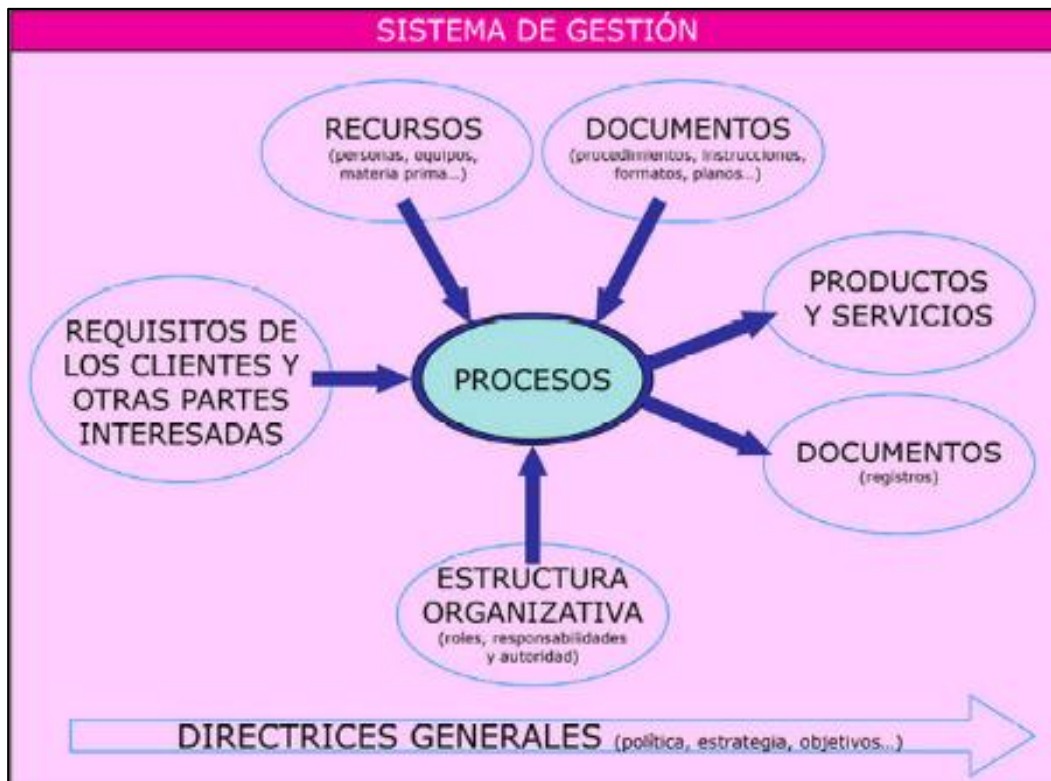 SISTEMA DE GESTIÓN
RECURSOS
(personas, equipos,
materia prima...)
DOCUMENTOS
(procedimientos, instrucciones,
formatos, planos...)
REQUISITOS DE
LOS CLIENTES Y
OTRAS PARTES
INTERESADAS
PROCESOS
PRODUCTOS
Y SERVICIOS
DOCUMENTOS
(registros)
ESTRUCTURA
ORGANIZATIVA
(roles, responsabilidades
y autoridad)
DIRECTRICES GENERALES (política, estrategia, objetivos...)